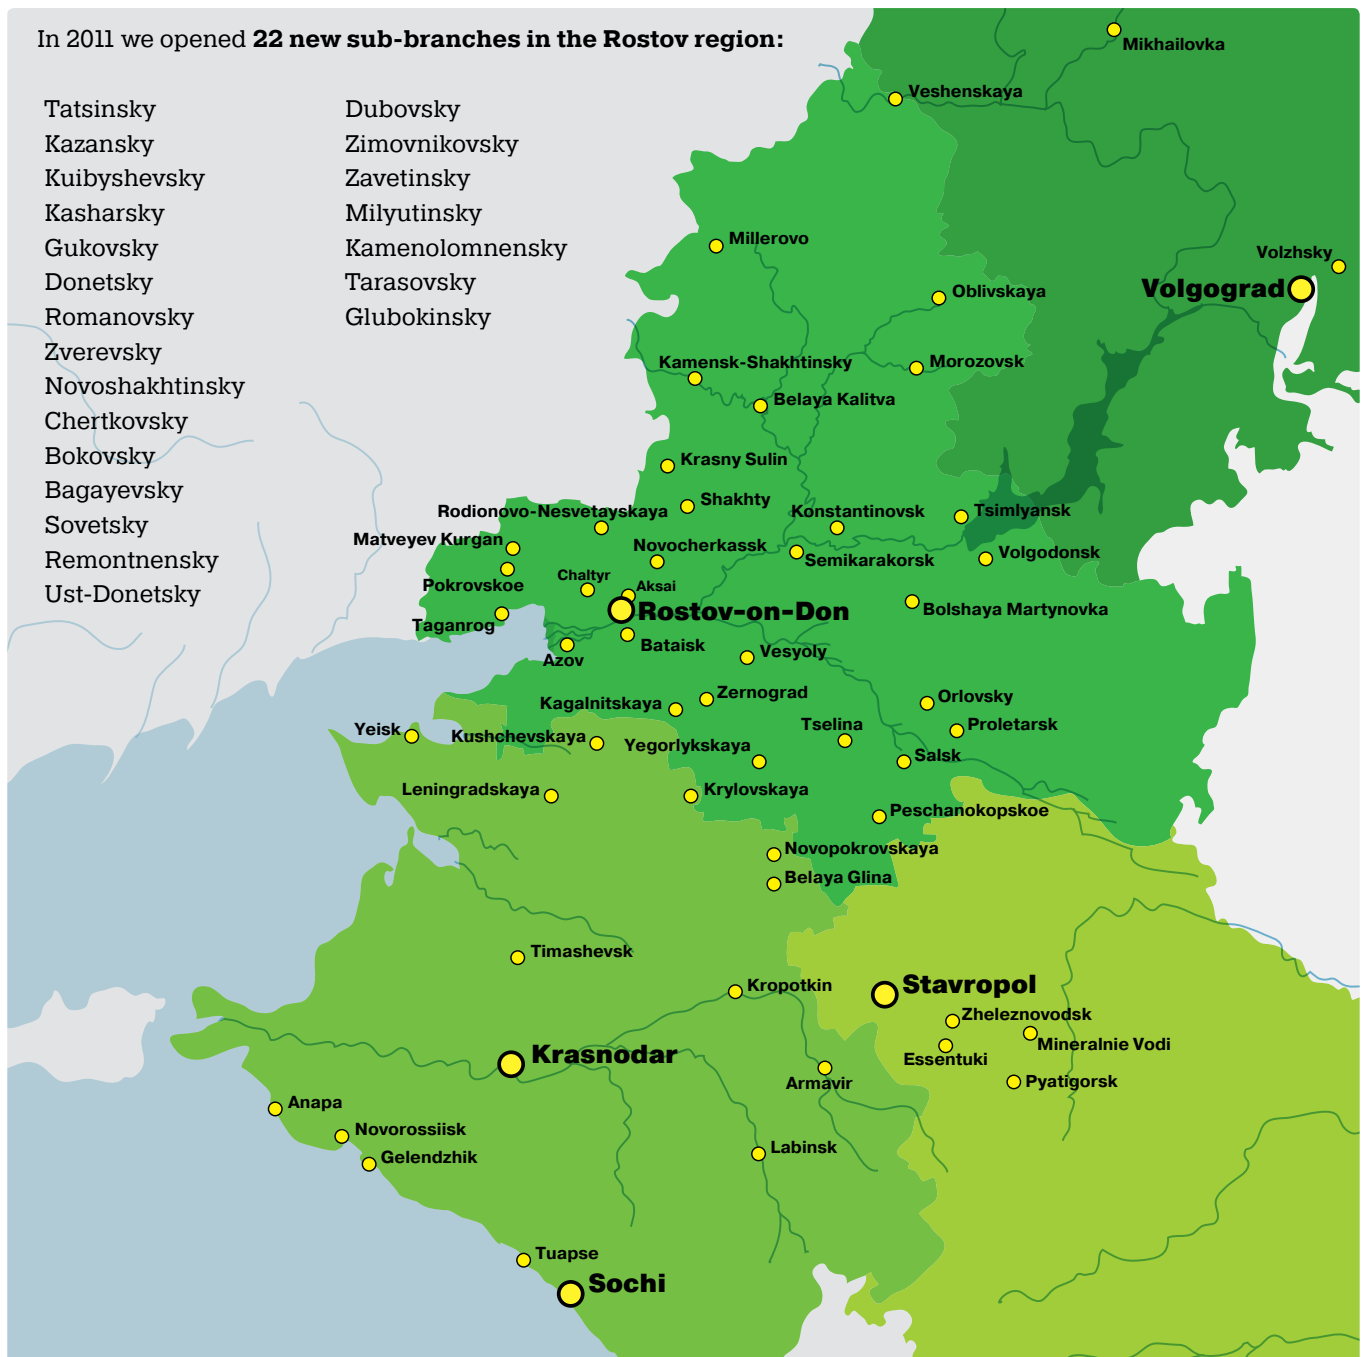 In 2011 we opened 22 new sub-branches in the Rostov region:
Tatsinsky
Kazansky
Kuibyshevsky
Kasharsky
Gukovsky
Donetsky
Romanovsky
Zverevsky
Novoshakhtinsky
Chertkovsky
Bokovsky
Bagayevsky
Sovetsky
Remontnensky
Ust-Donetsky
Dubovsky
Zimovnikovsky
Zavetinsky
Milyutinsky
Kamenolomnensky
Tarasovsky
Glubokinsky
Mikhailovka
Veshenskaya
Millerovo
Volzhsky
Volgograd
Oblivskaya
Kamensk-Shakhtinsky
Morozovsk
Belaya Kalitva
Krasny Sulin
Shakhty
Rodionovo-Nesvetayskaya
Konstantinovsk
Tsimlyansk
Matveyev Kurgan
Novocherkassk
Semikarakorsk
Volgodonsk
Pokrovskoe
Chaltyr
Aksai
Rostov-on-Don
Bolshaya Martynovka
Taganrog
Bataisk
Azov
Vesyoly
Zernograd
Orlovsky
Kagalnitskaya
Tselina
Proletarsk
Yeisk
Kushchevskaya
Yegorlykskaya
Salsk
Leningradskaya
Krylovskaya
Peschanokopskoe
Novopokrovskaya
Belaya Glina
Timashevsk
Kropotkin
Stavropol
Zheleznovodsk
Mineralnie Vodi
Essentuki
Krasnodar
Armavir
Pyatigorsk
Anapa
Novorossiisk
Gelendzhik
Labinsk
Tuapse
Sochi